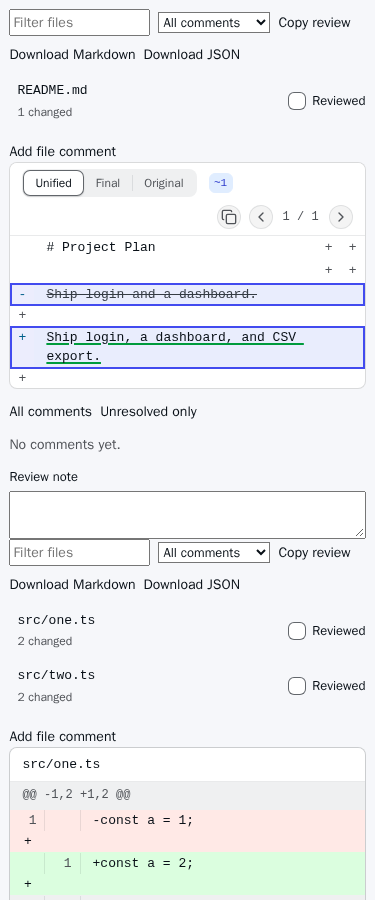 Filter files All comments Copy review
Download Markdown Download JSON
README.md
1 changed
Reviewed
Add file comment
Unified Final Original ~1
1 / 1
# Project Plan + +
+ +
- Ship login and a dashboard.
+
+ Ship login, a dashboard, and CSV
export.
+
All comments Unresolved only
No comments yet.
Review note
Filter files All comments Copy review
Download Markdown Download JSON
src/one.ts
2 changed
Reviewed
src/two.ts
2 changed
Reviewed
Add file comment
src/one.ts
@@ -1,2 +1,2 @@
1 -const a = 1;
+
1 +const a = 2;
+